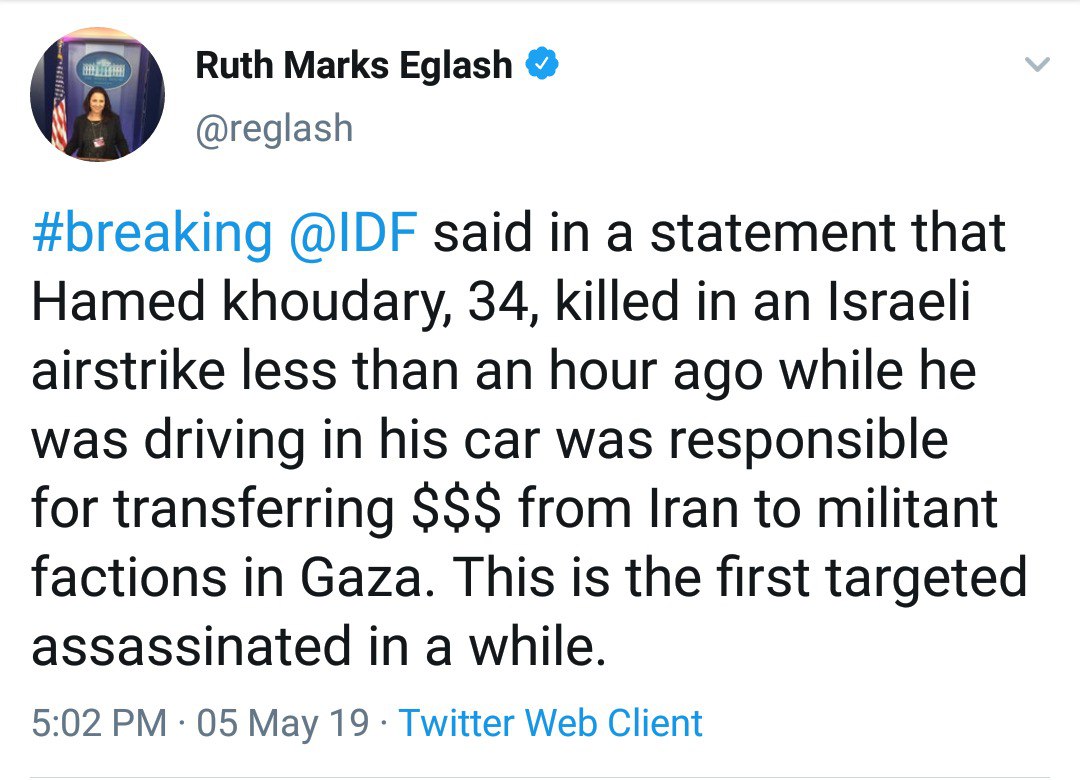 Ruth Marks Eglash
@reglash
#breaking @IDF said in a statement that
Hamed khoudary, 34, killed in an Israeli
airstrike less than an hour ago while he
was driving in his car was responsible
for transferring $$$ from Iran to militant
factions in Gaza. This is the first targeted
assassinated in a while.
5:02 PM · 05 May 19 · Twitter Web Client